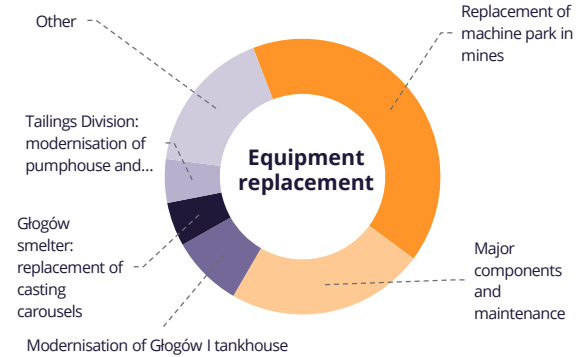 Replacement of
machine park in
mines
Other
Tailings Division:
modernisation of
pumphouse and...
Equipment
replacement
Głogów
smelter:
replacement of
casting
carousels
Major
components
and
maintenance
Modernisation of Głogów I tankhouse